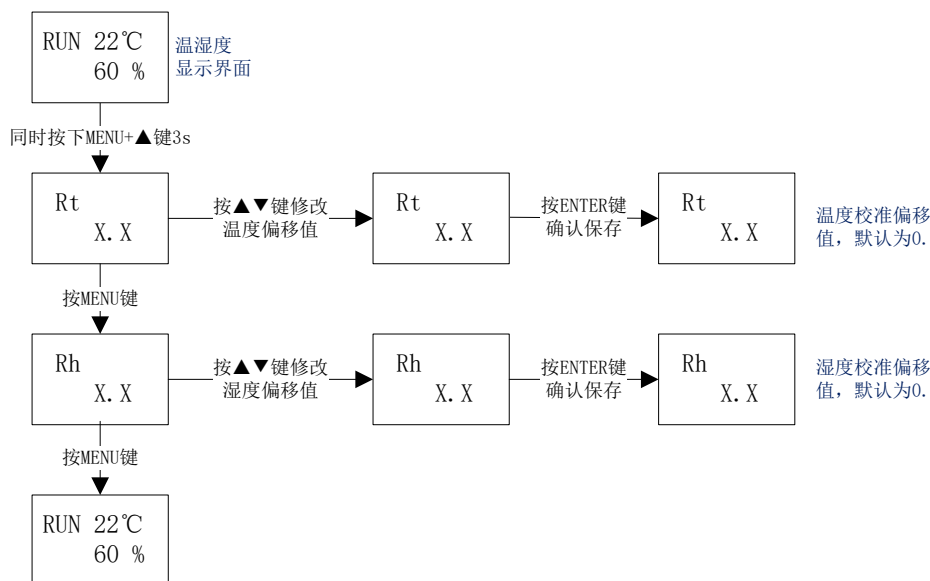 RUN 22℃
60 %
温湿度
显示界面
同时按下MENU+▲键3s
Rt
X.X
按▲▼键修改
温度偏移值
Rt
X.X
按ENTER键
确认保存
Rt
X.X
温度校准偏移
值，默认为0.
按MENU键
Rh
X.X
按▲▼键修改
湿度偏移值
Rh
X.X
按ENTER键
确认保存
Rh
X.X
湿度校准偏移
值，默认为0.
按MENU键
RUN 22℃
60 %